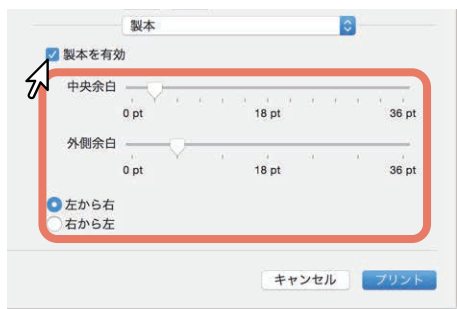 製本
製本を有効
中央余白
0 pt 18 pt 36 pt
外側余白
0 pt 18 pt 36 pt
左から右
右から左
キャンセル プリント